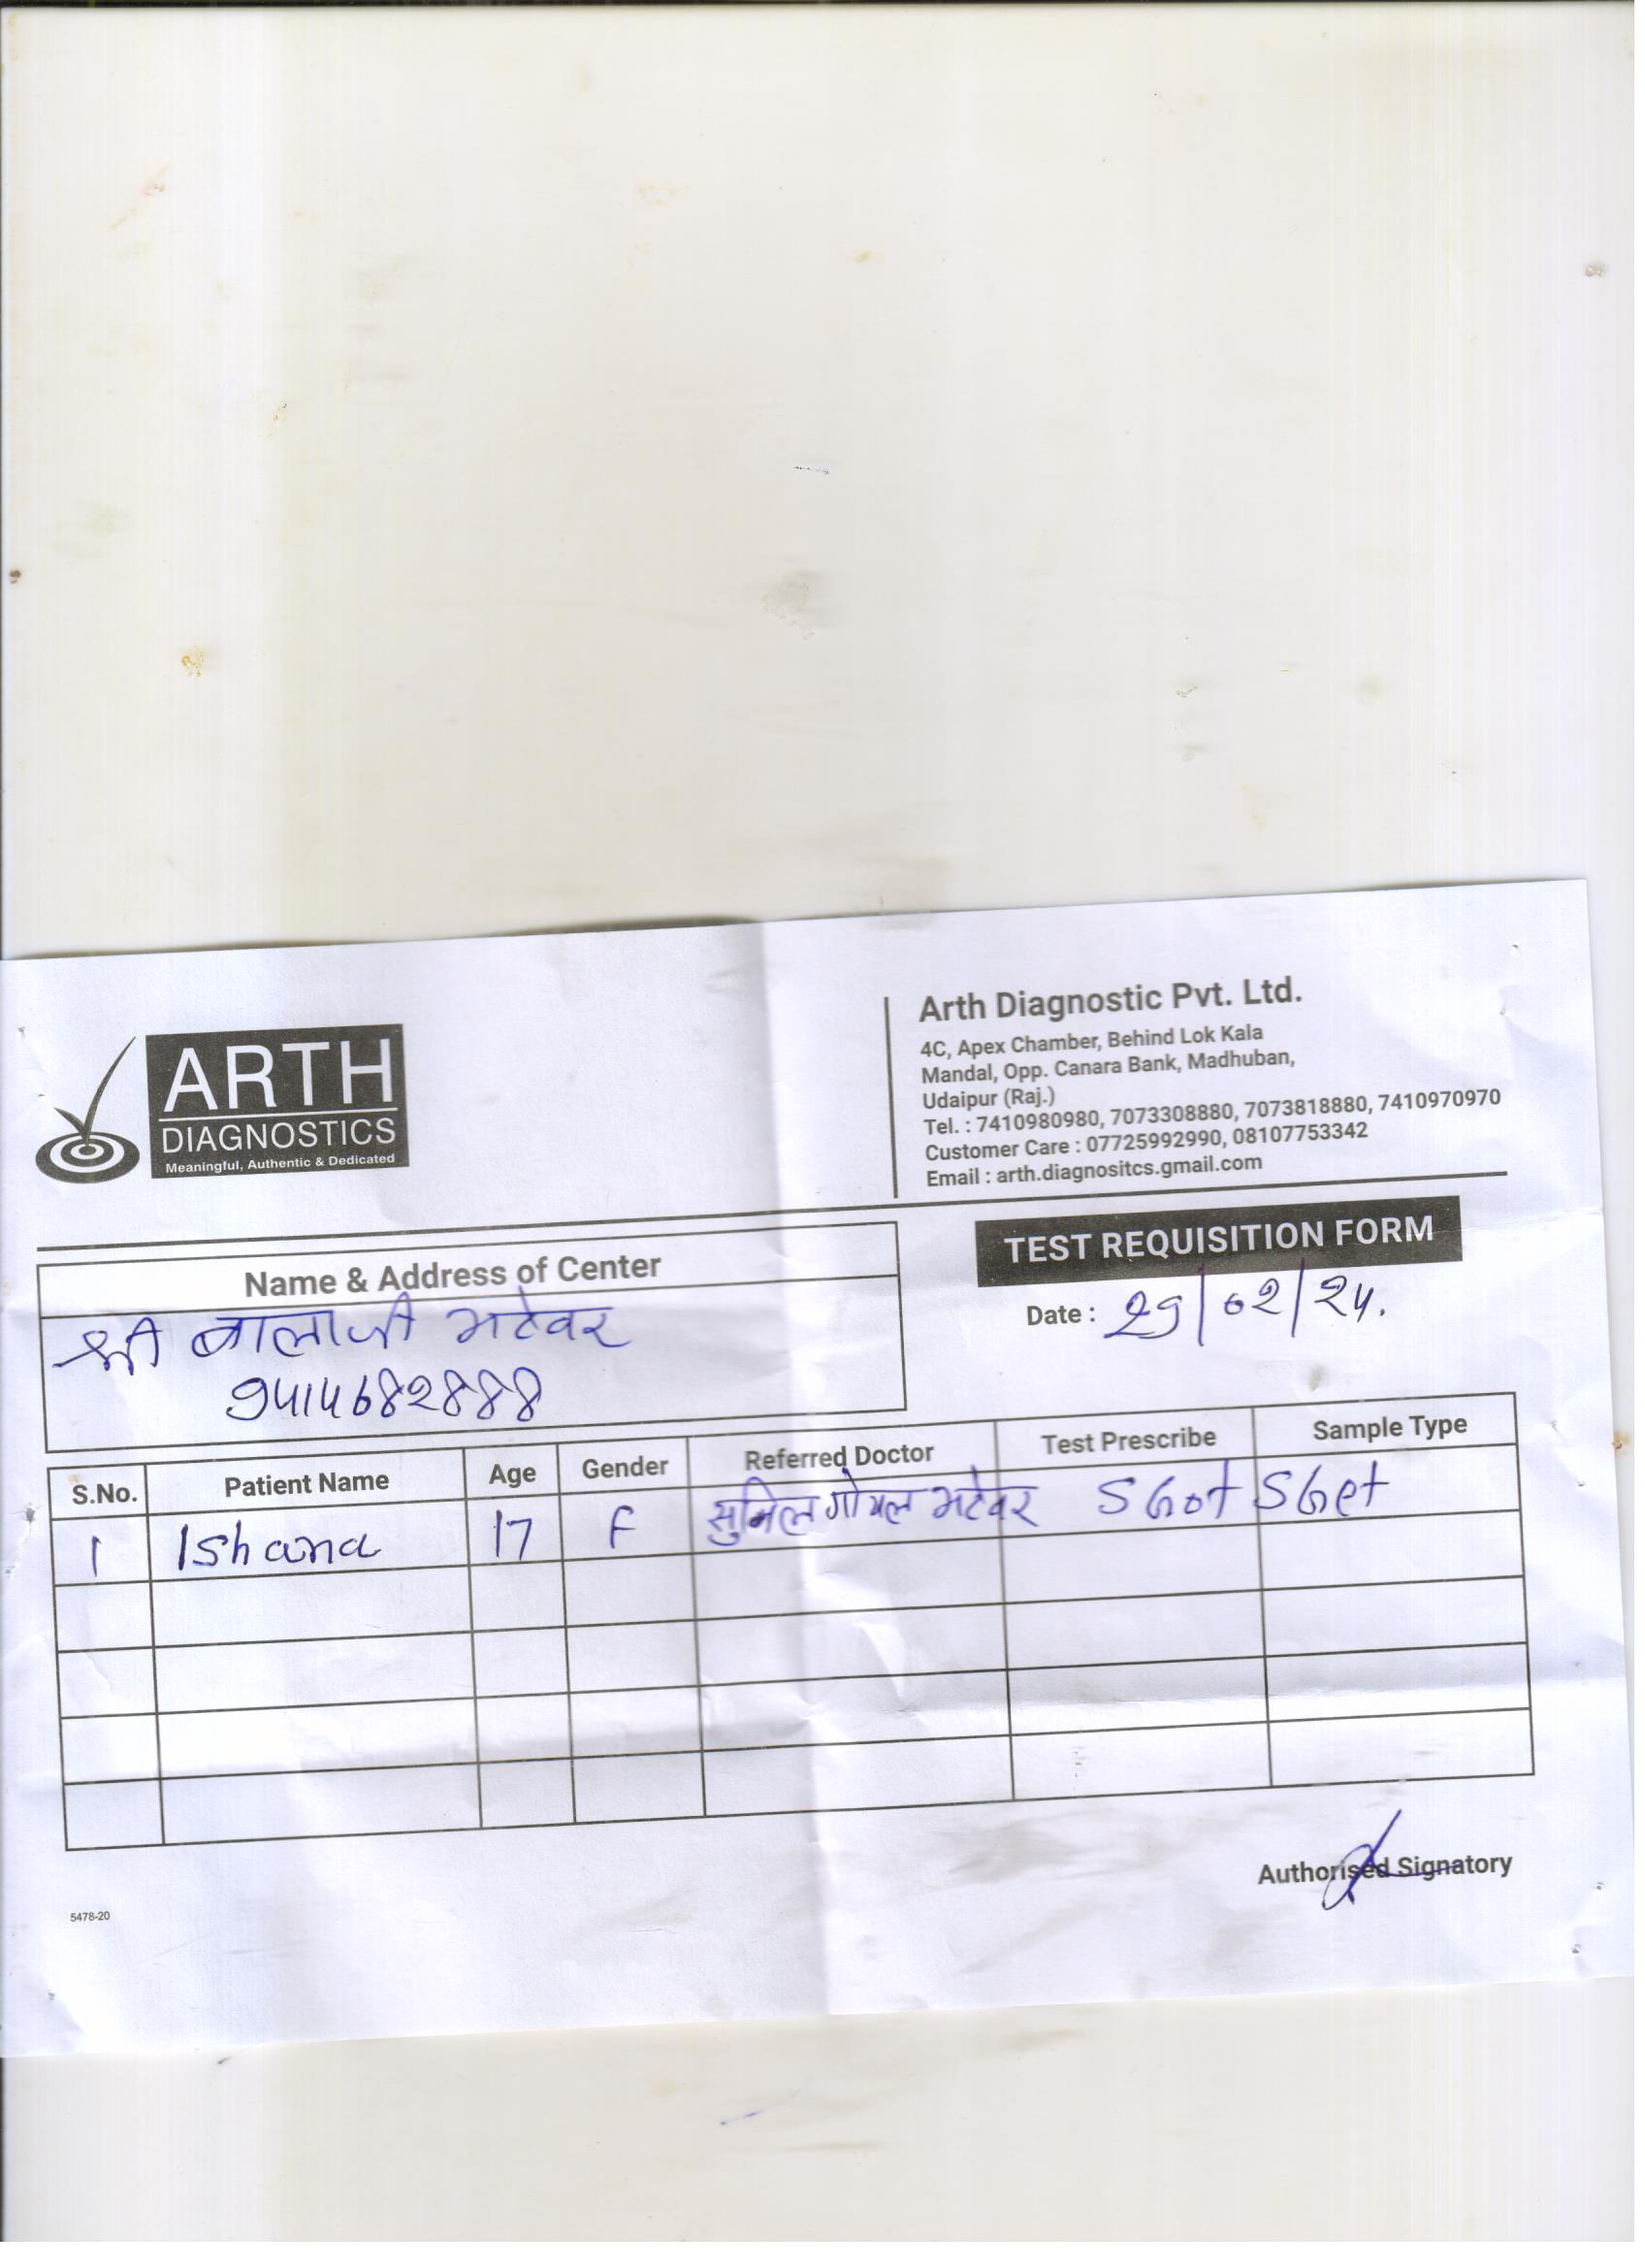 ARTH
DIAGNOSTICS
Meaningful, Authentic & Dedicated
Arth Diagnostic Pvt. Ltd.
4C, Apex Chamber, Behind Lok Kala
Mandal, Opp. Canara Bank, Madhuban,
Udaipur (Raj.)
Tel. : 7410980980, 7073308880, 7073818880, 7410970970
Customer Care : 07725992990, 08107753342
Email : arth.diagnositcs.gmail.com
TEST REQUISITION FORM
Date : 29/02/24.
Name & Address of Center
श्री बालाजी भटेवर
9414682888
S.No. Patient Name Age Gender Referred Doctor Test Prescribe Sample Type
1 Ishana 17 F सुनिल गोयल भटेवर SGot SGet
Authorised Signatory
5478-20